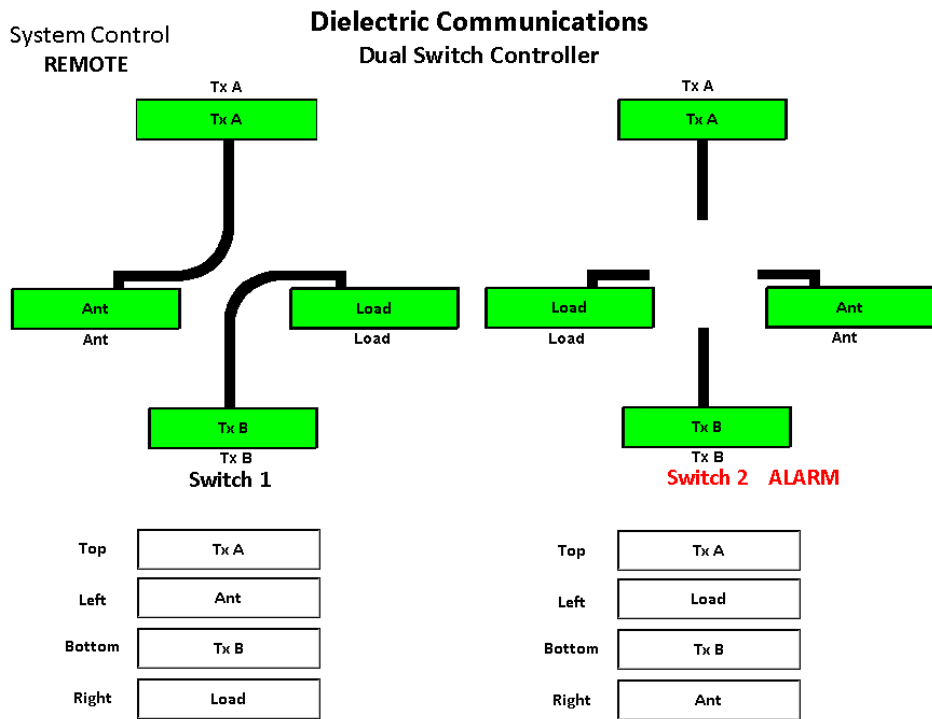 Dielectric Communications
Dual Switch Controller
System Control
REMOTE
Tx A
Tx A
Ant
Ant
Load
Load
Tx B
Tx B
Switch 1
Tx A
Tx A
Load
Load
Ant
Ant
Tx B
Tx B
Switch 2 ALARM
Top Tx A
Left Ant
Bottom Tx B
Right Load
Top Tx A
Left Load
Bottom Tx B
Right Ant